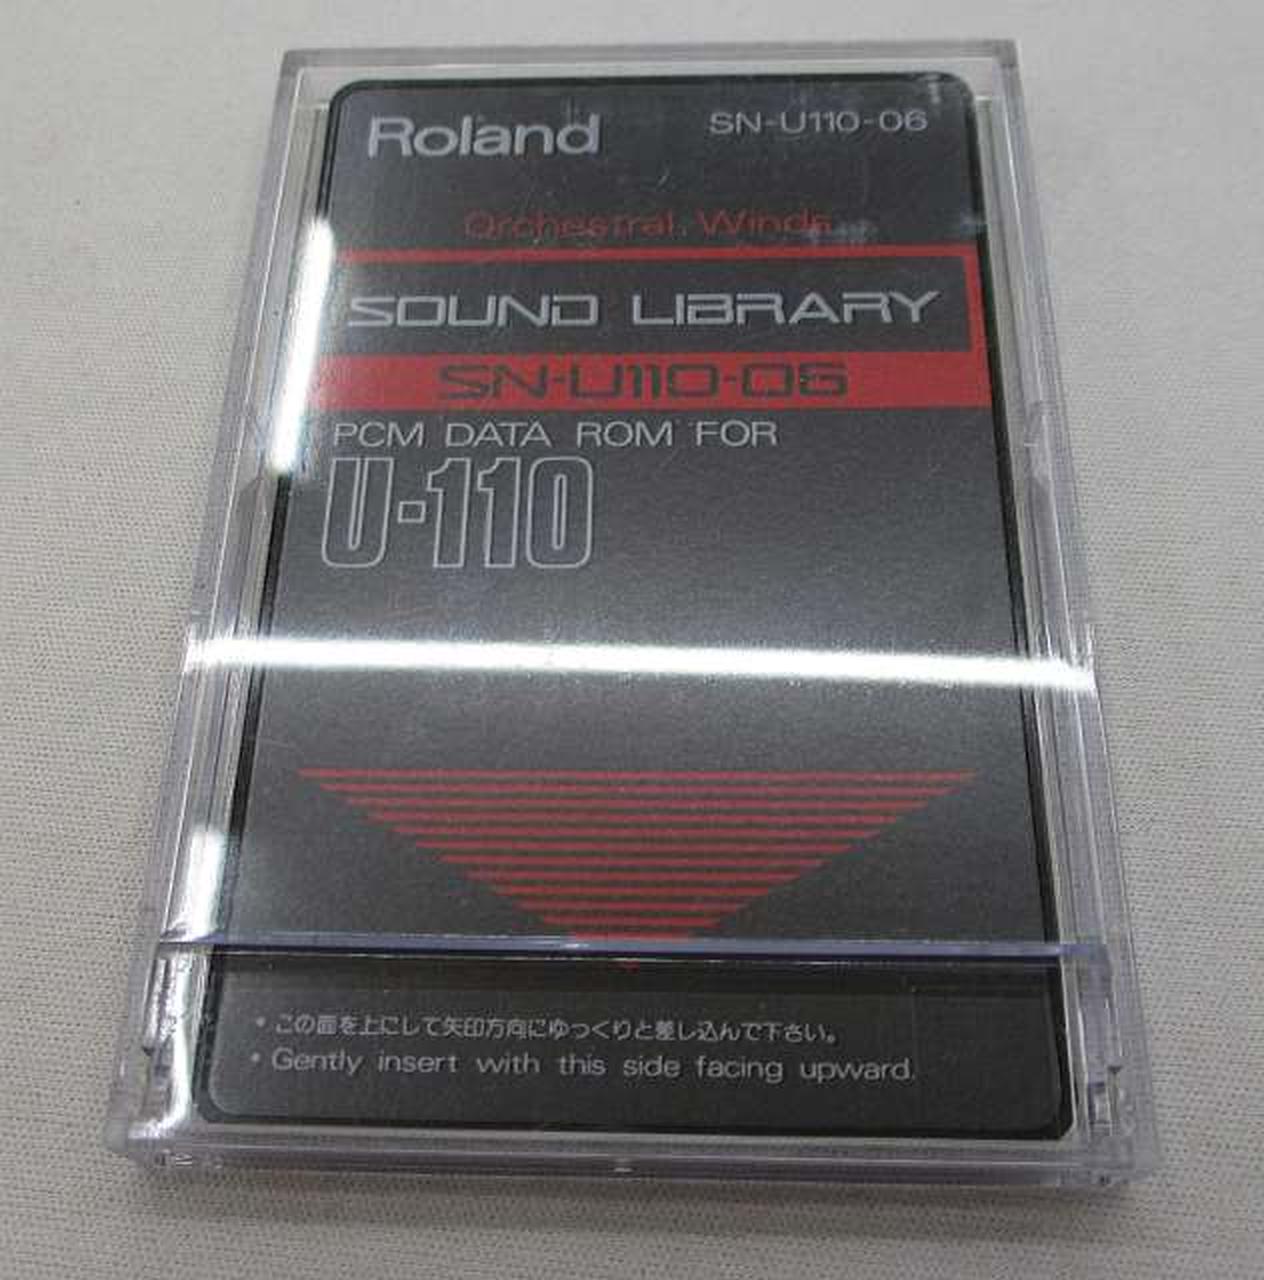 Roland
SN-U110-06
Orchestral Winds
SOUND LIBRARY
SN-U110-06
PCM DATA ROM FOR
U-110
• この面を上にして矢印方向にゆっくりと差し込んで下さい。
• Gently insert with this side facing upward.